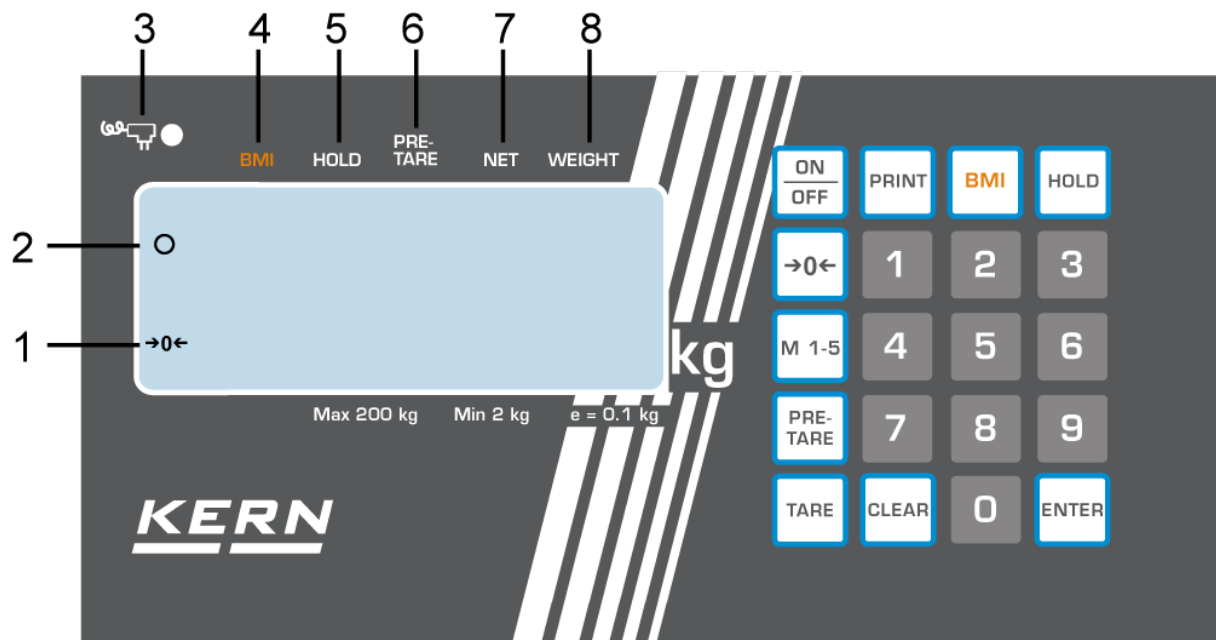 3 4 5 6 7 8
BMI HOLD PRE-TARE NET WEIGHT
2
1
→0←
kg
Max 200 kg Min 2 kg e = 0.1 kg
KERN
ON OFF PRINT BMI HOLD
→0← 1 2 3
M 1-5 4 5 6
PRE-TARE 7 8 9
TARE CLEAR 0 ENTER